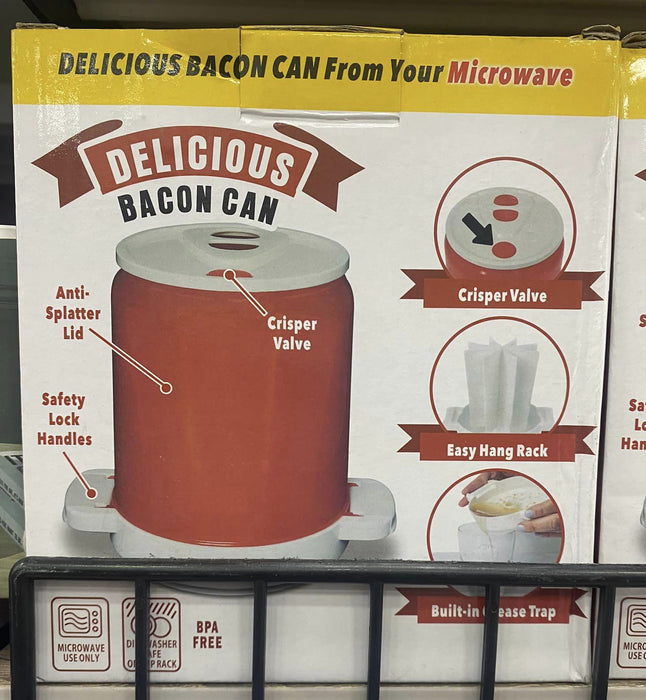 DELICIOUS BACON CAN From Your Microwave
DELICIOUS
BACON CAN
Anti-
Splatter
Lid
Crisper
Valve
Safety
Lock
Handles
Crisper Valve
Easy Hang Rack
Built-in
Trap
MICROWAVE
USE ONLY
RACK
BPA
FREE